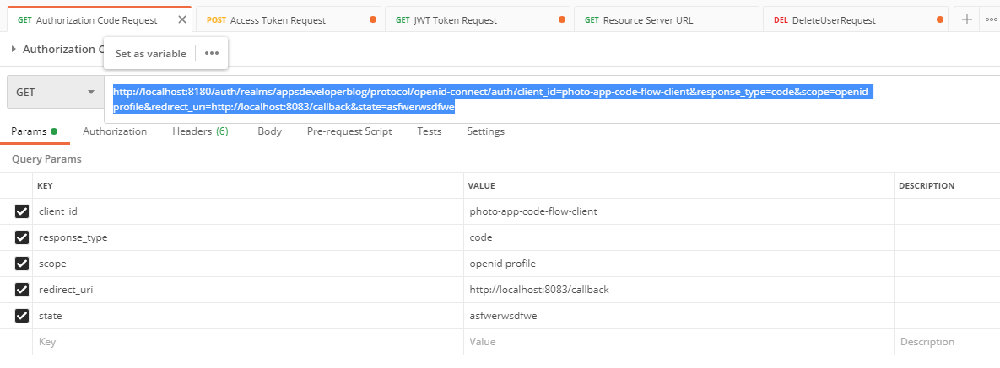 GET Authorization Code Request POST Access Token Request GET JWT Token Request GET Resource Server URL DEL DeleteUserRequest
Authorization C
Set as variable
GET
http://localhost:8180/auth/realms/appsdeveloperblog/protocol/openid-connect/auth?client_id=photo-app-code-flow-client&response_type=code&scope=openid
profile&redirect_uri=http://localhost:8083/callback&state=asfwerwsdfwe
Params Authorization Headers (6) Body Pre-request Script Tests Settings
Query Params
KEY VALUE DESCRIPTION
client_id photo-app-code-flow-client
response_type code
scope openid profile
redirect_uri http://localhost:8083/callback
state asfwerwsdfwe
Key Value Description